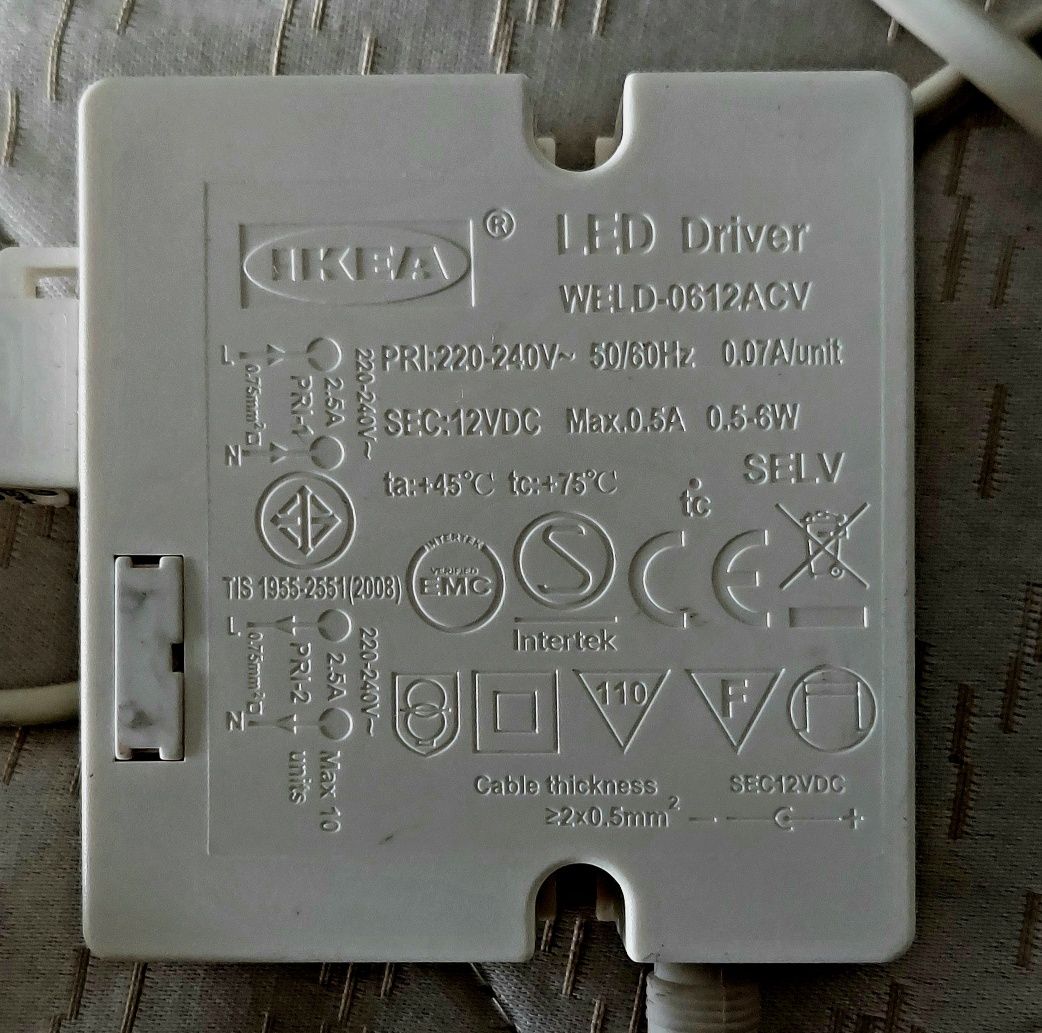 IKEA ®
LED Driver
WELD-0612ACV
PRI:220-240V~ 50/60Hz 0.07A/unit
SEC:12VDC Max.0.5A 0.5-6W
ta:+45℃ tc:+75℃
SELV
tc
L
N
0.75mm²
PRI-1
2.5A
220-240V~
TIS 1955-2551(2008)
INTERTEK
VERIFIED
EMC
S
Intertek
CE
L
N
0.75mm²
PRI-2
units
2.5A
Max 10
220-240V~
110
F
Cable thickness
≥2×0.5mm²
SEC12VDC
- +